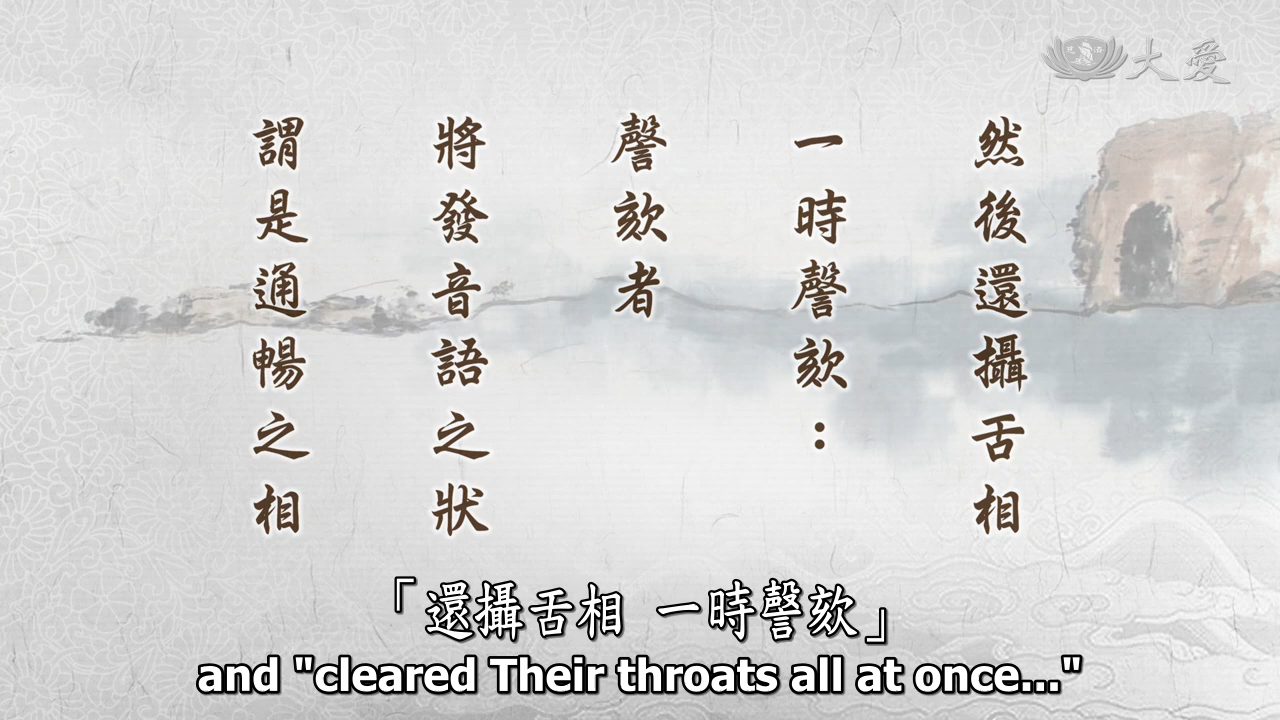 大愛
然後還攝舌相
一時謦欬：
謦欬者
將發音語之狀
謂是通暢之相
「還攝舌相 一時謦欬」
and "cleared Their throats all at once..."